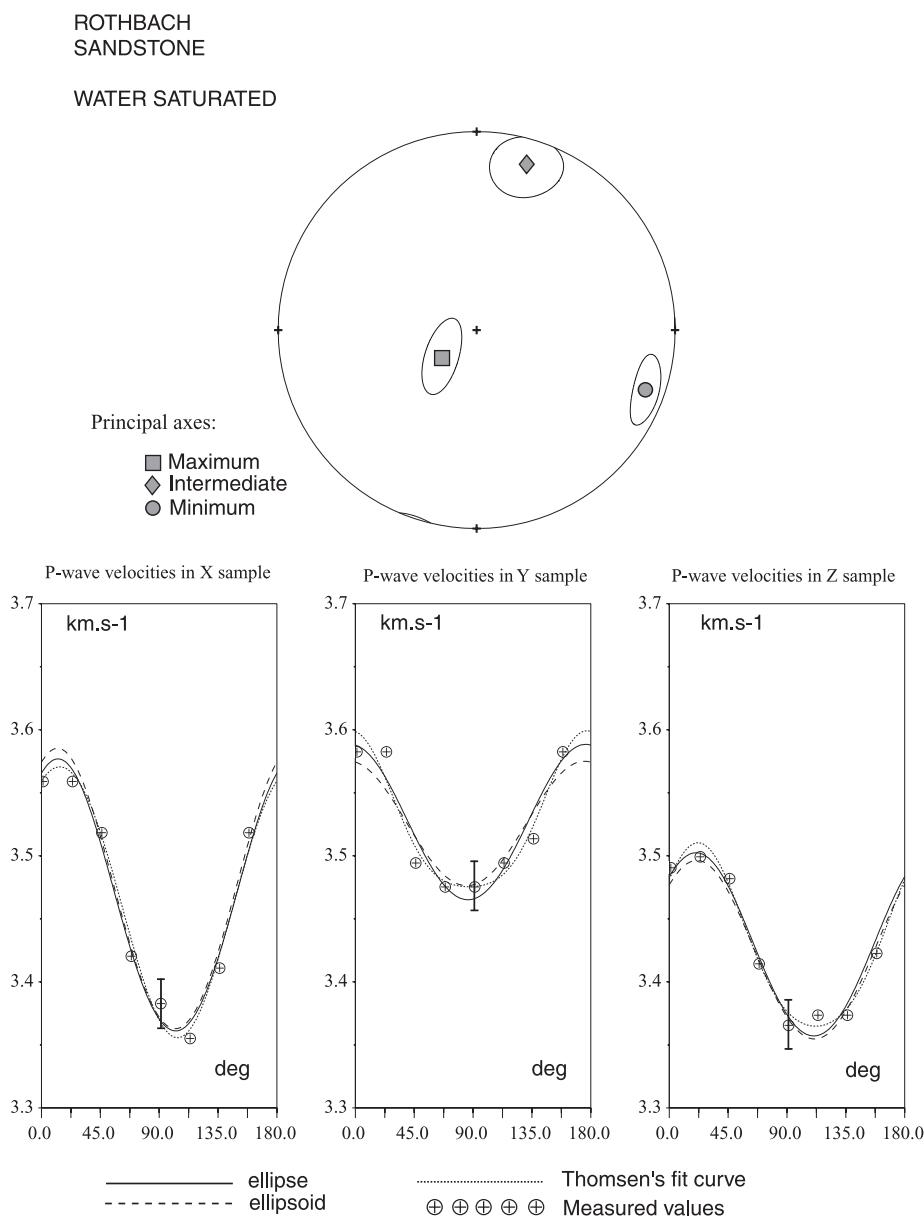 ROTHBACH
SANDSTONE
WATER SATURATED
Principal axes:
Maximum
Intermediate
Minimum
P-wave velocities in X sample
P-wave velocities in Y sample
P-wave velocities in Z sample
3.7
3.6
3.5
3.4
3.3
km.s-1
deg
0.0 45.0 90.0 135.0 180.0
3.7
3.6
3.5
3.4
3.3
km.s-1
deg
0.0 45.0 90.0 135.0 180.0
3.7
3.6
3.5
3.4
3.3
km.s-1
deg
0.0 45.0 90.0 135.0 180.0
ellipse
ellipsoid
Thomsen's fit curve
Measured values